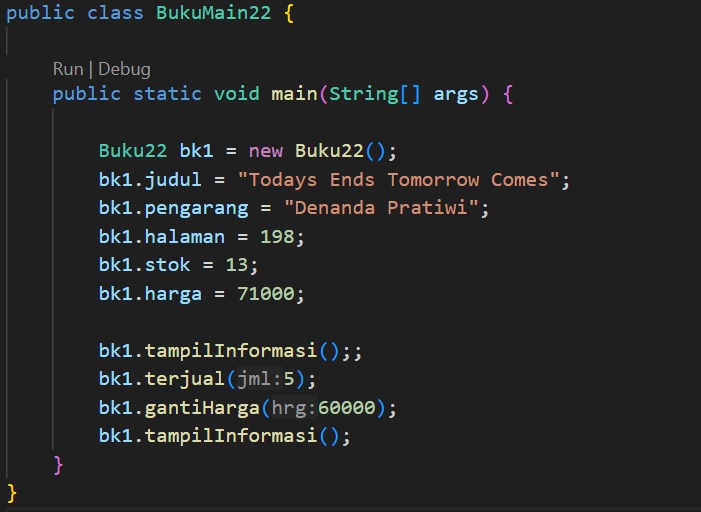 public class BukuMain22 {
Run | Debug
public static void main(String[] args) {
Buku22 bk1 = new Buku22();
bk1.judul = "Todays Ends Tomorrow Comes";
bk1.pengarang = "Denanda Pratiwi";
bk1.halaman = 198;
bk1.stok = 13;
bk1.harga = 71000;
bk1.tampilInformasi();;
bk1.terjual(jml:5);
bk1.gantiHarga(hrg:60000);
bk1.tampilInformasi();
}
}